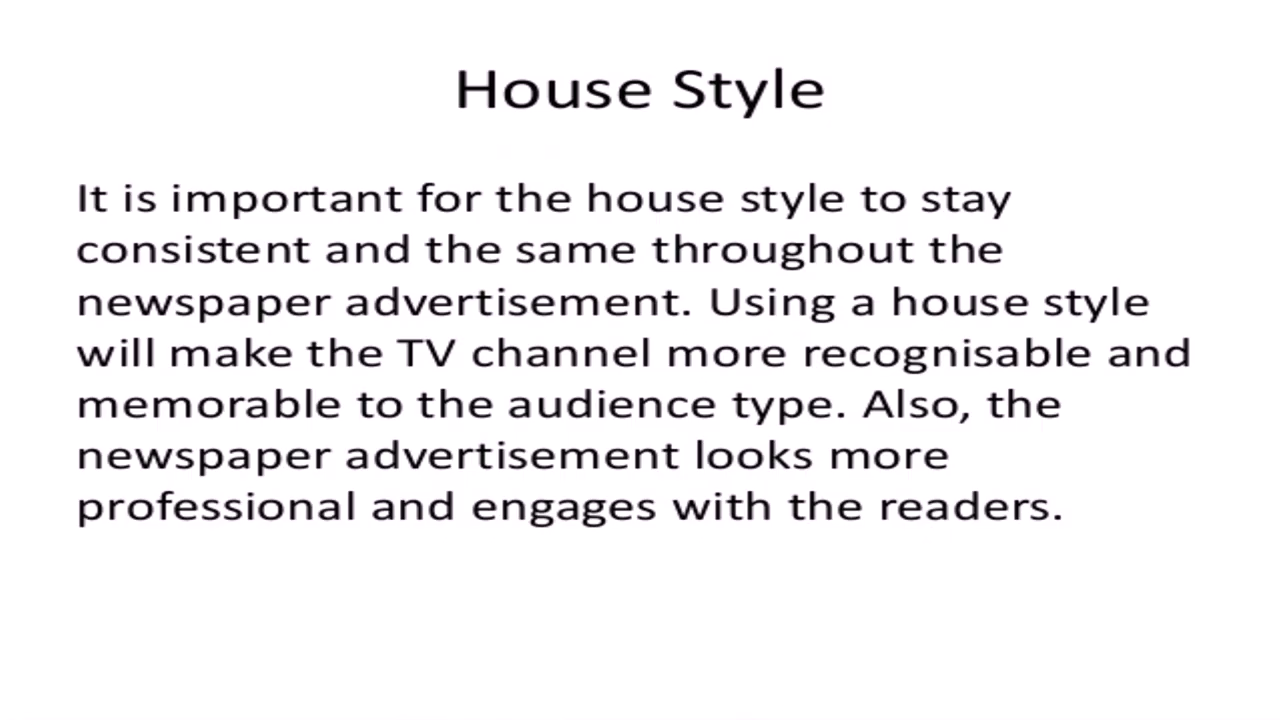 House Style
It is important for the house style to stay
consistent and the same throughout the
newspaper advertisement. Using a house style
will make the TV channel more recognisable and
memorable to the audience type. Also, the
newspaper advertisement looks more
professional and engages with the readers.